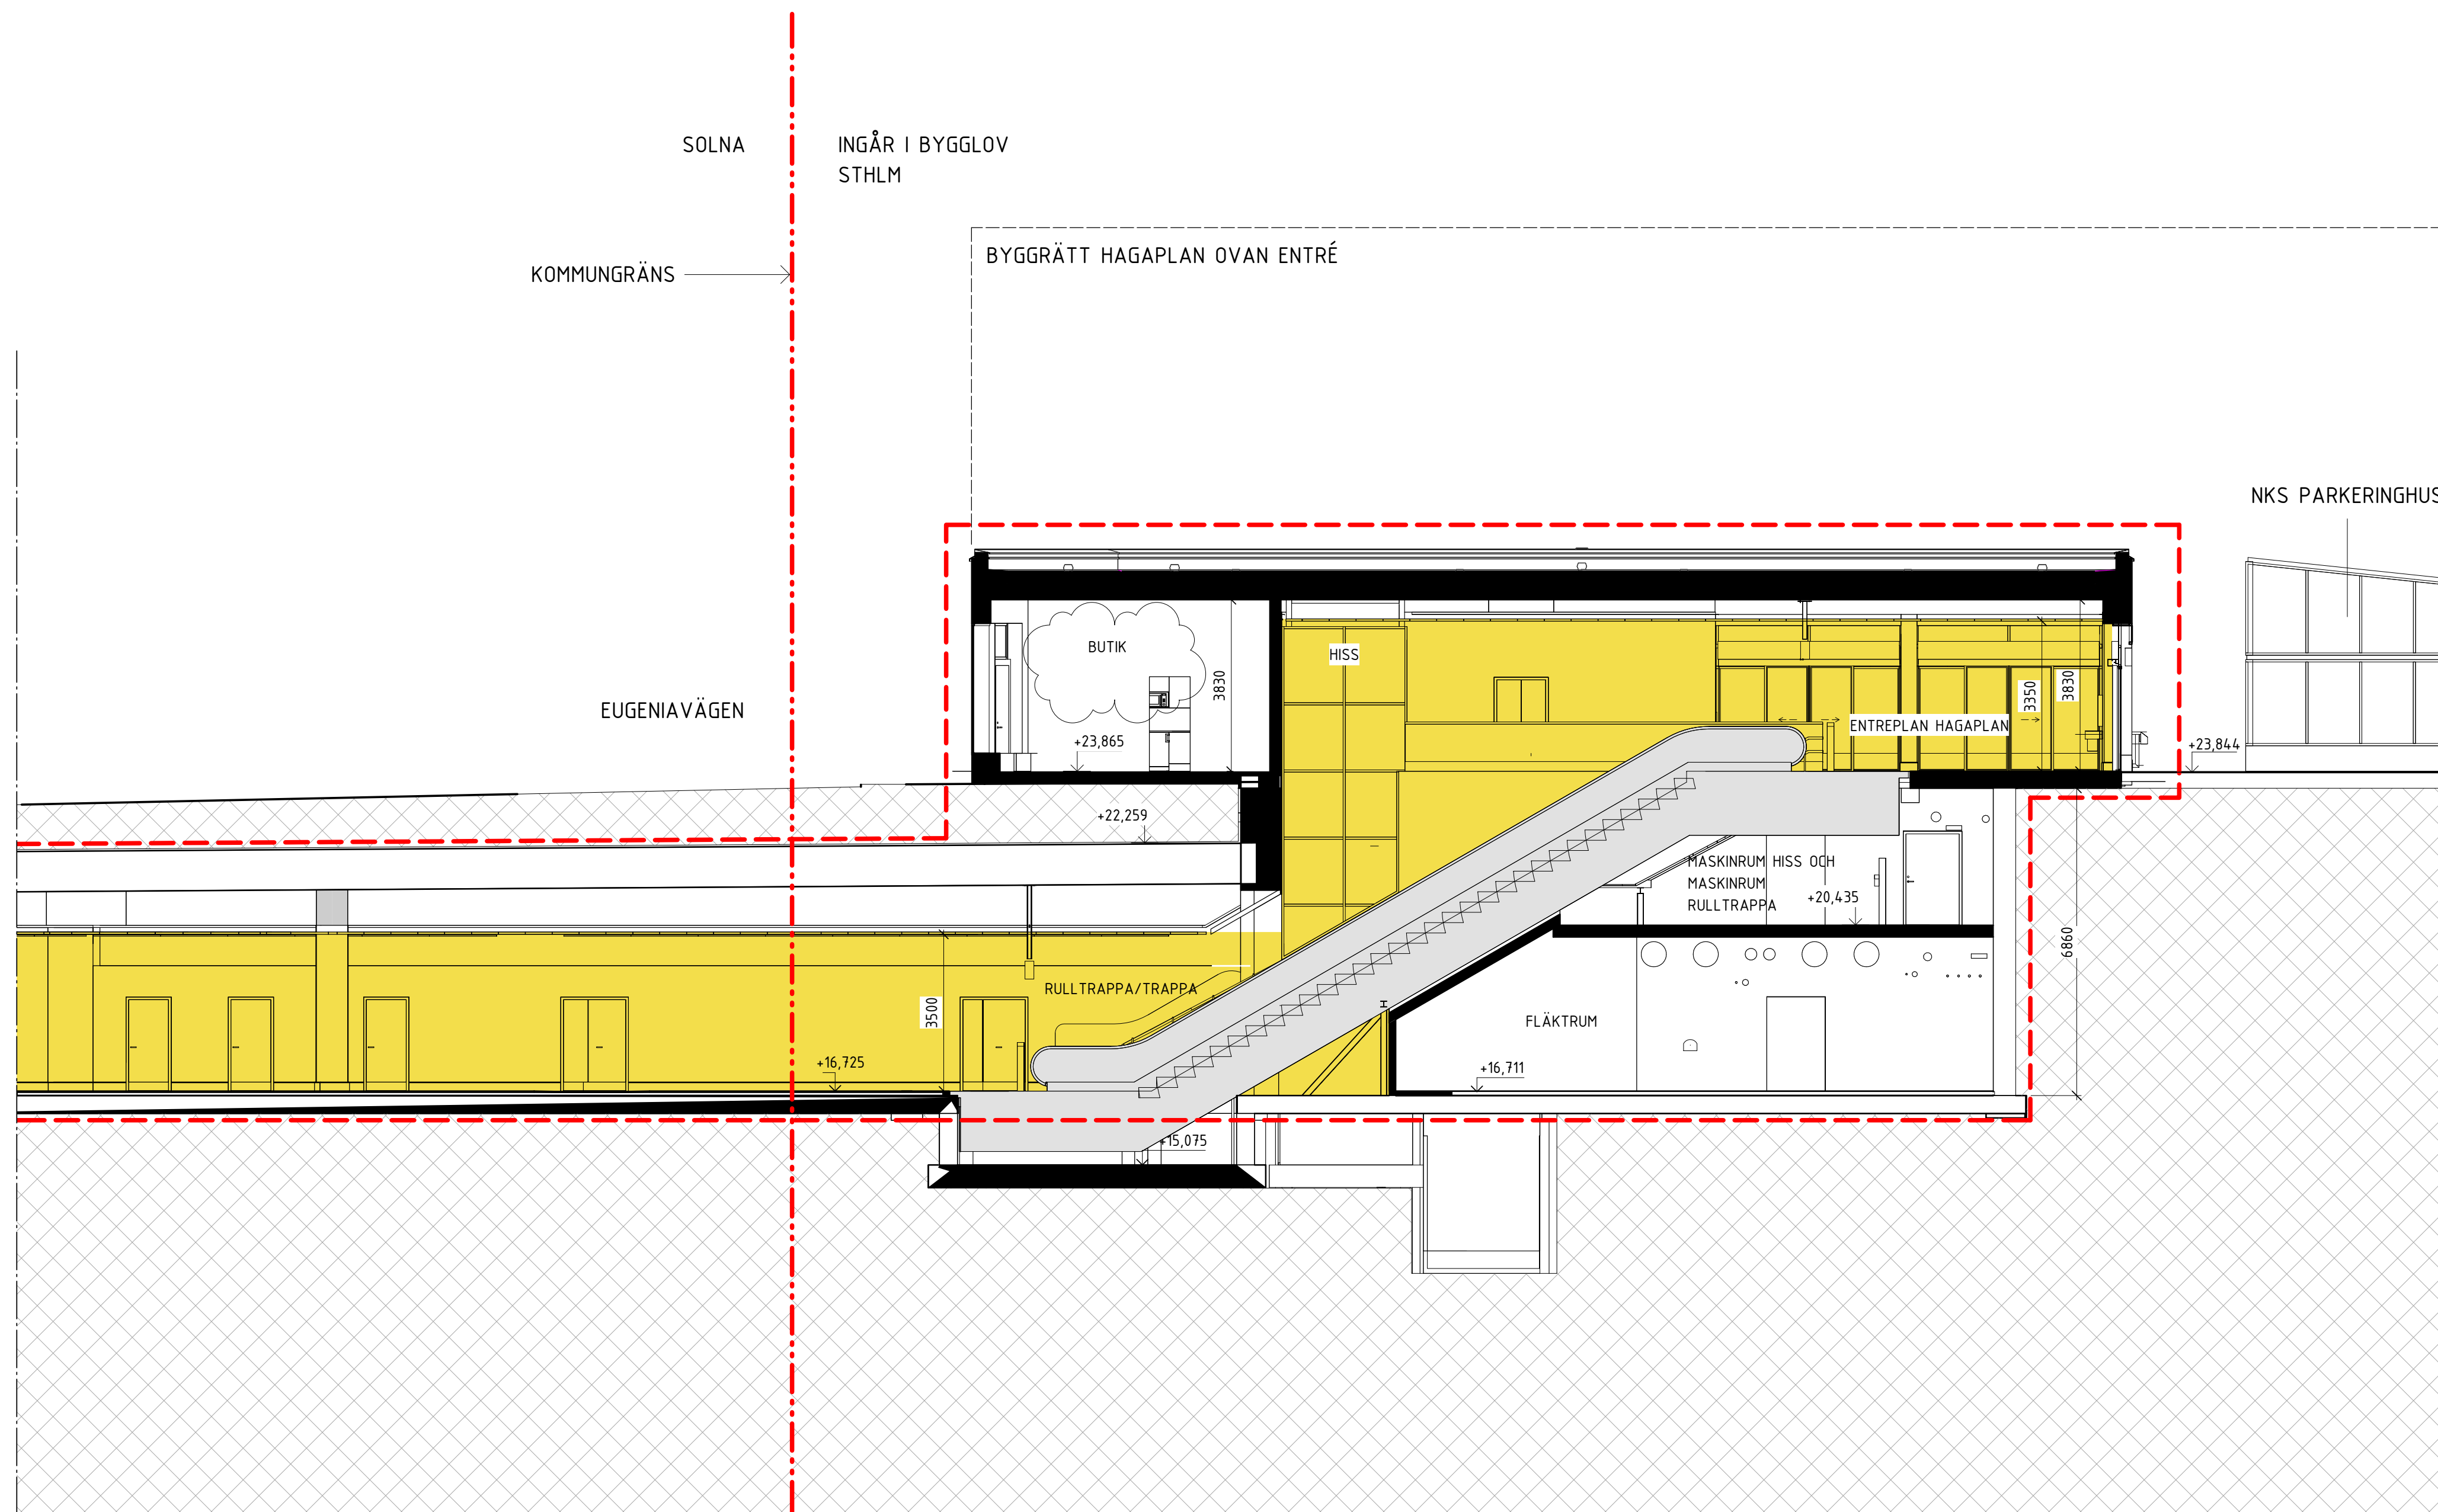 SOLNA
INGÅR I BYGGLOV
STHLM
BYGGRÄTT HAGAPLAN OVAN ENTRÉ
KOMMUNGRÄNS
NKS PARKERINGHUS
BUTIK
HISS
3830
3350
3830
EUGENIAVÄGEN
ENTREPLAN HAGAPLAN
+23,865
+23,844
+22,259
MASKINRUM HISS OCH
MASKINRUM
RULLTRAPPA
+20,435
6860
RULLTRAPPA/TRAPPA
3500
FLÄKTRUM
+16,725
+16,711
+15,075